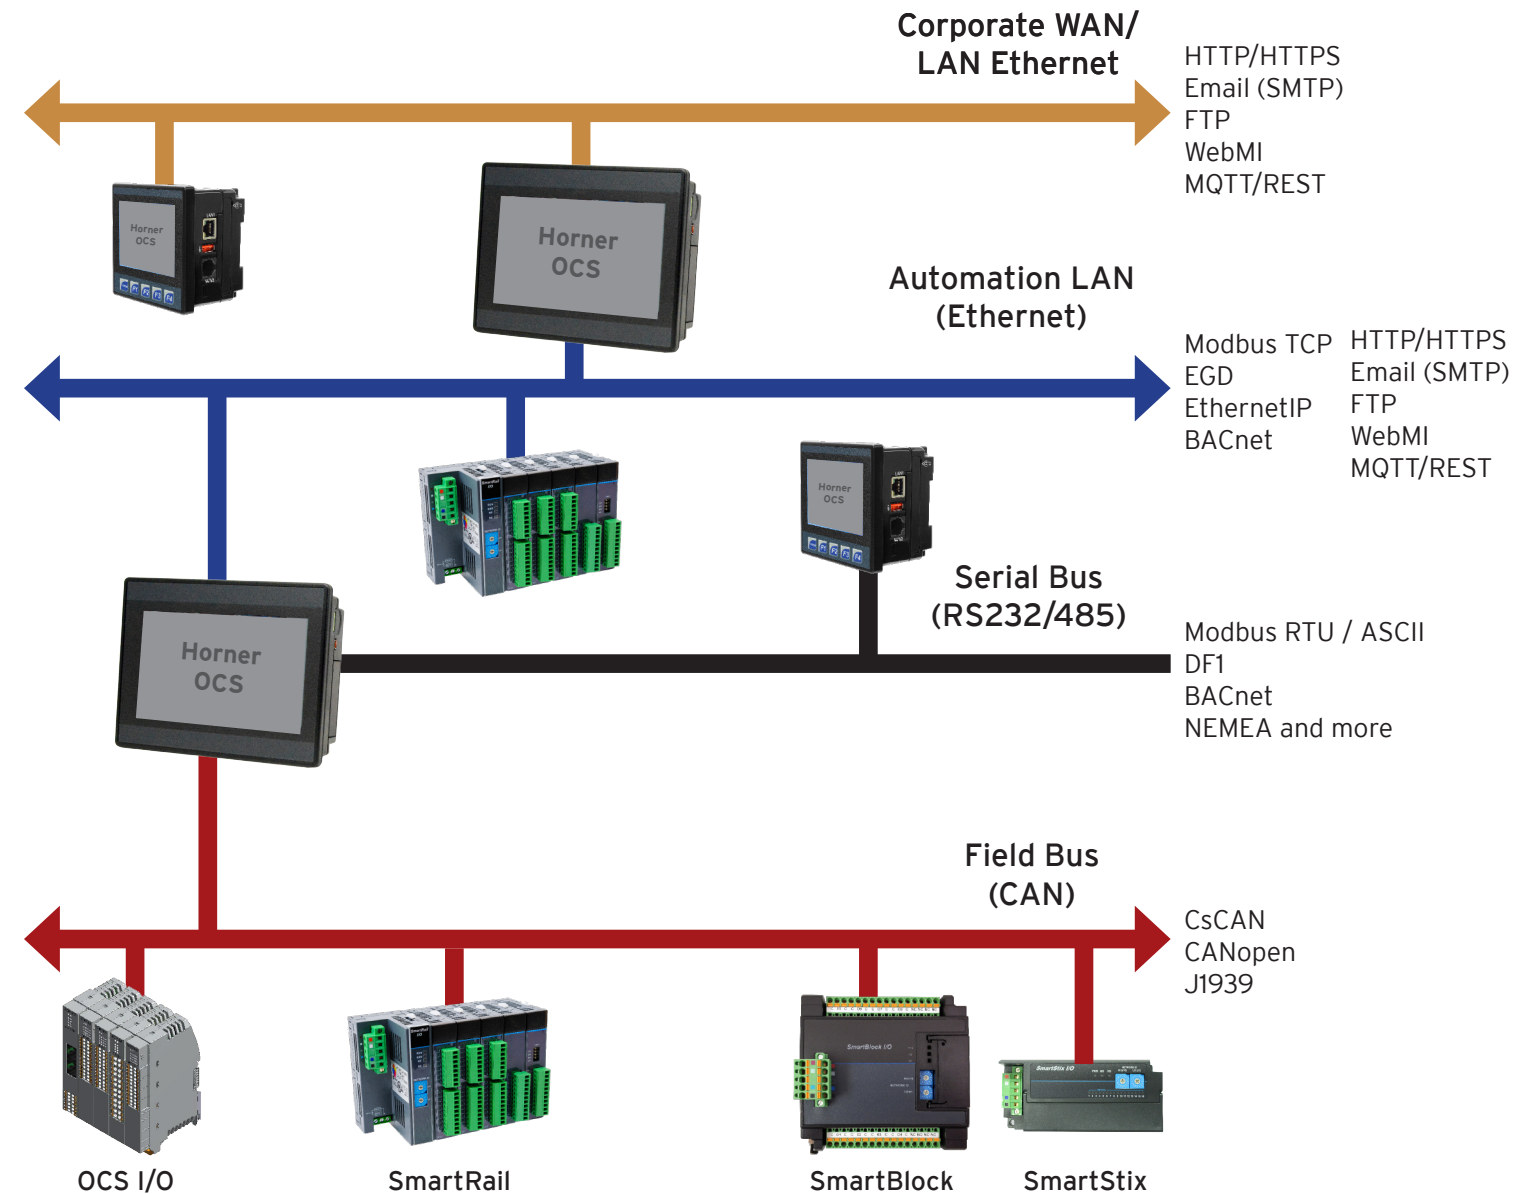 Corporate WAN/
LAN Ethernet
HTTP/HTTPS
Email (SMTP)
FTP
WebMI
MQTT/REST
Horner
OCS
Horner
OCS
Automation LAN
(Ethernet)
Modbus TCP
EGD
EthernetIP
BACnet
HTTP/HTTPS
Email (SMTP)
FTP
WebMI
MQTT/REST
Horner
OCS
Serial Bus
(RS232/485)
Modbus RTU / ASCII
DF1
BACnet
NEMEA and more
Horner
OCS
Field Bus
(CAN)
CsCAN
CANopen
J1939
SmartBlock I/O
SmartStix I/O
OCS I/O
SmartRail
SmartBlock
SmartStix